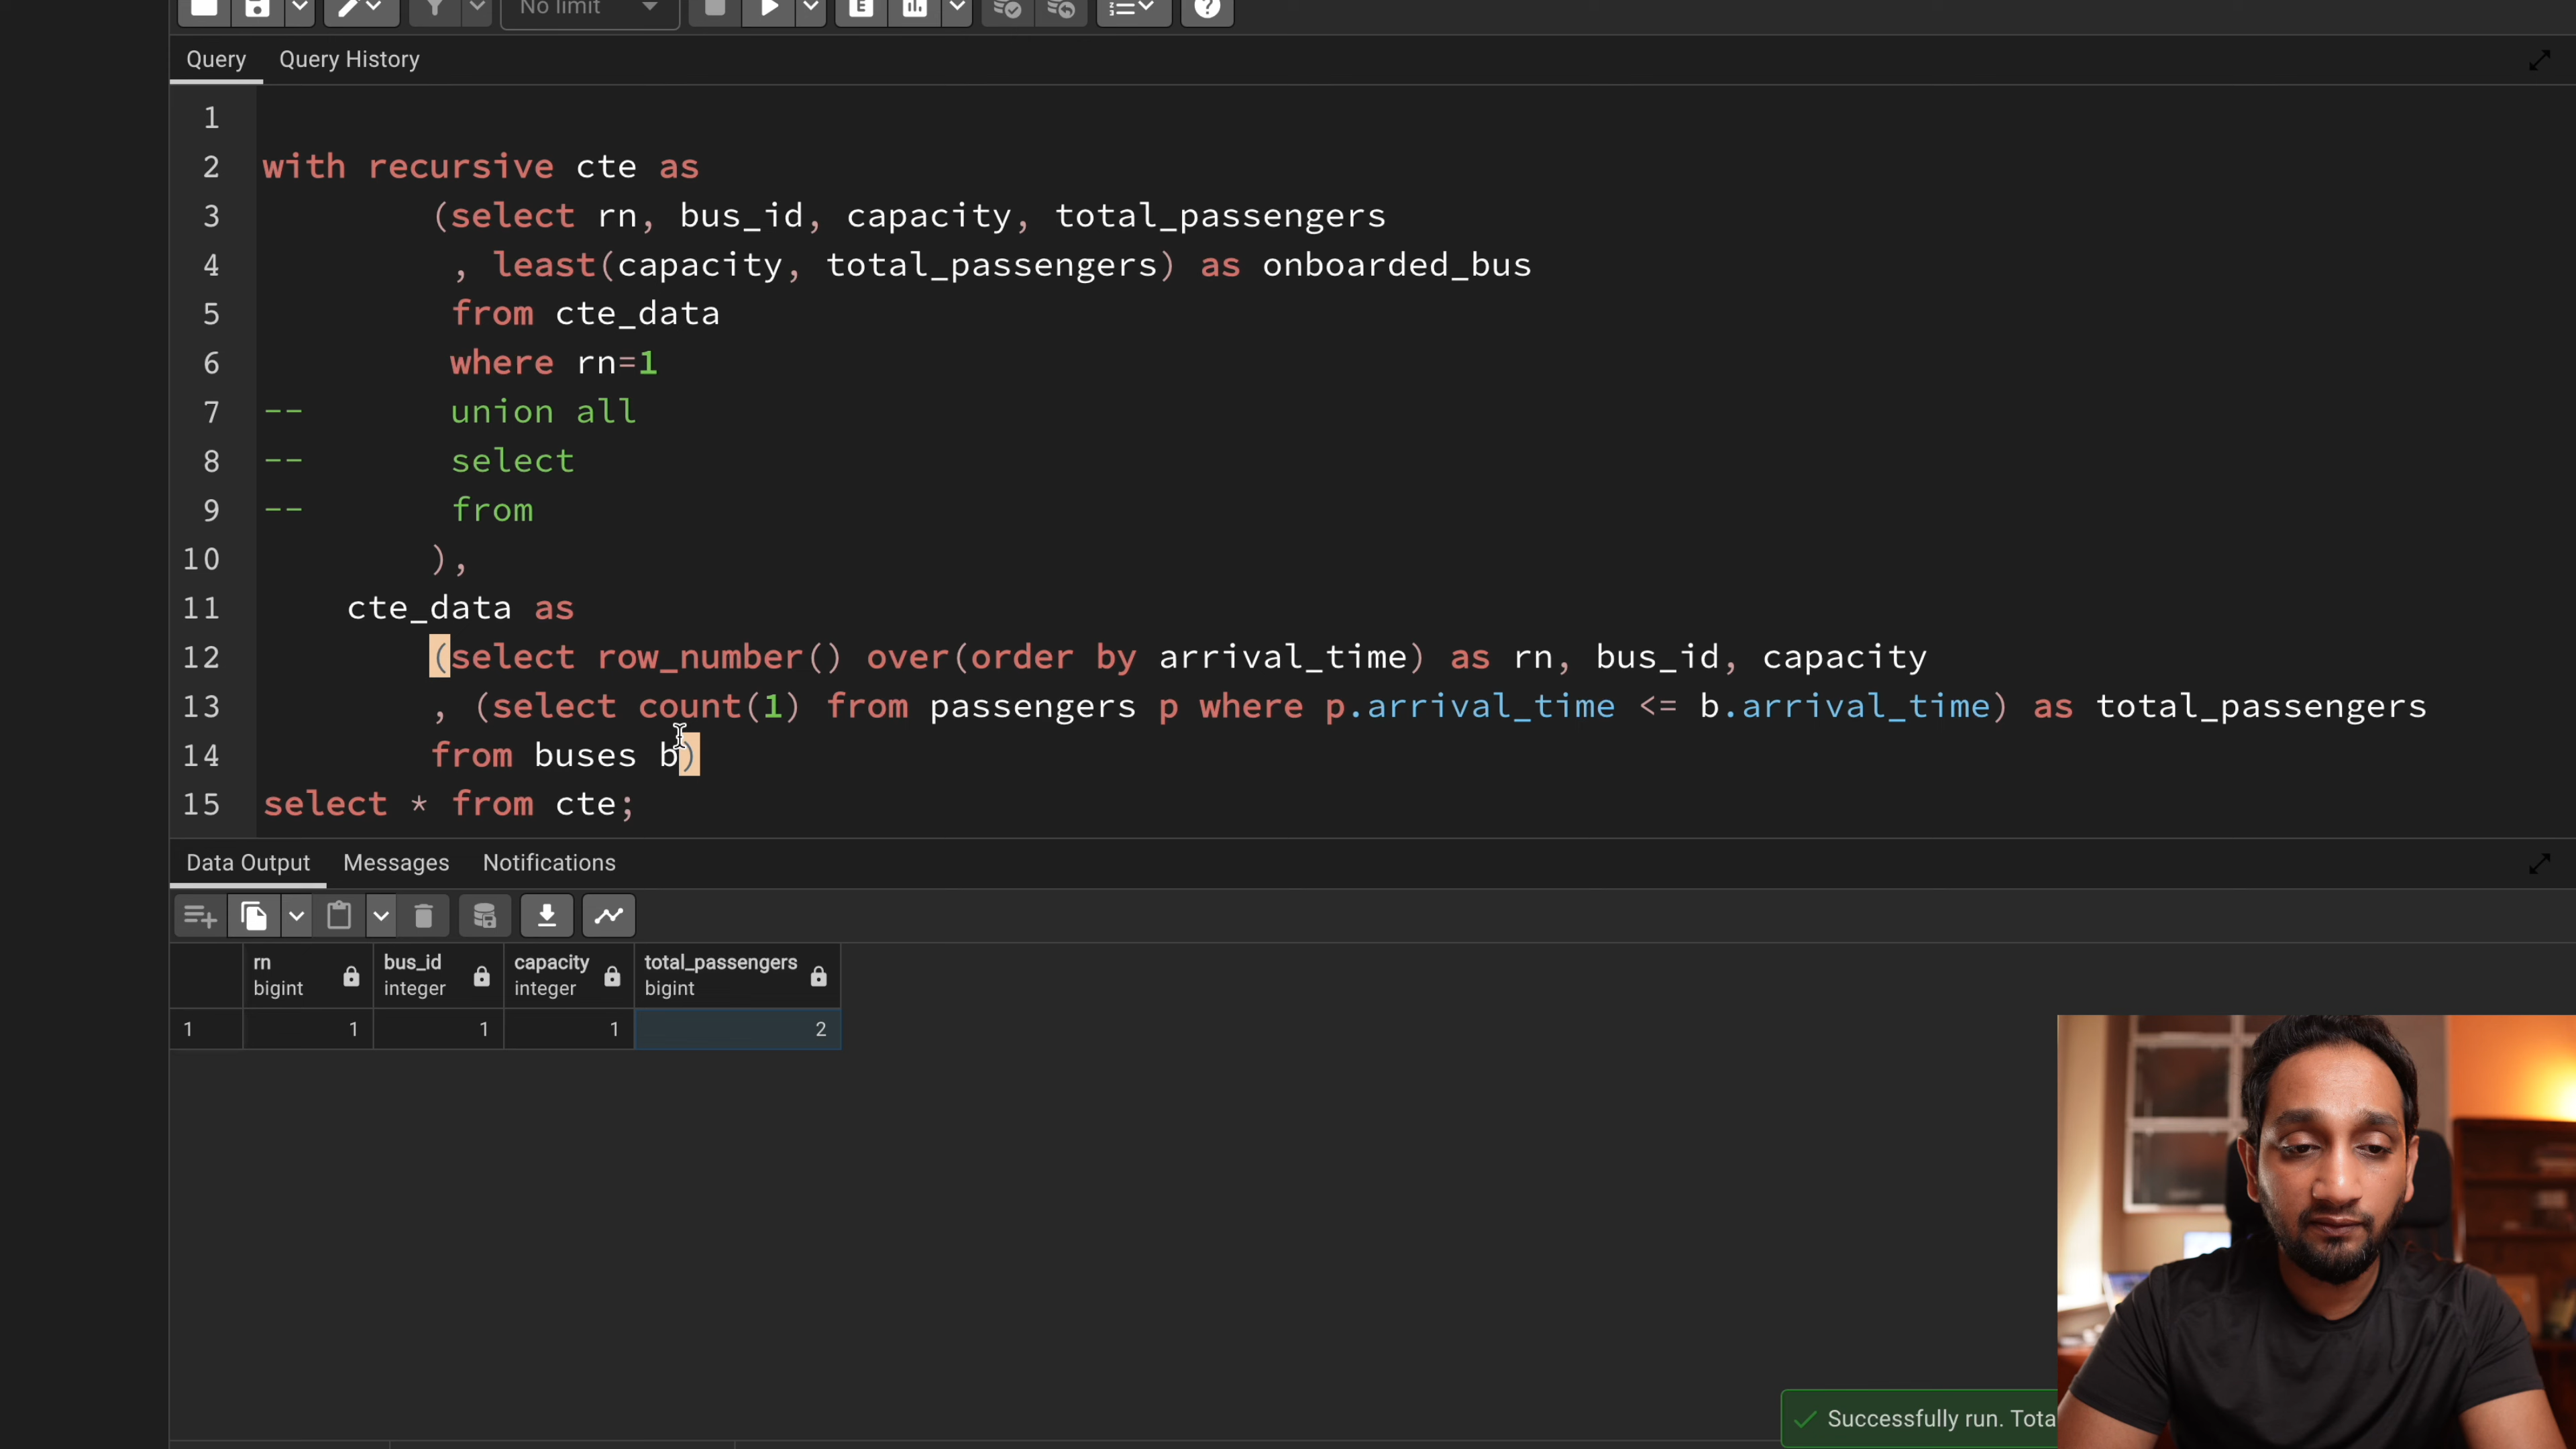 No limit
Query Query History
1
2 with recursive cte as
3 (select rn, bus_id, capacity, total_passengers
4 , least(capacity, total_passengers) as onboarded_bus
5 from cte_data
6 where rn=1
7 -- union all
8 -- select
9 -- from
10 ),
11 cte_data as
12 (select row_number() over(order by arrival_time) as rn, bus_id, capacity
13 , (select count(1) from passengers p where p.arrival_time <= b.arrival_time) as total_passengers
14 from buses b)
15 select * from cte;
Data Output Messages Notifications
rn bus_id capacity total_passengers
bigint integer integer bigint
1 1 1 1 2
Successfully run. Tota